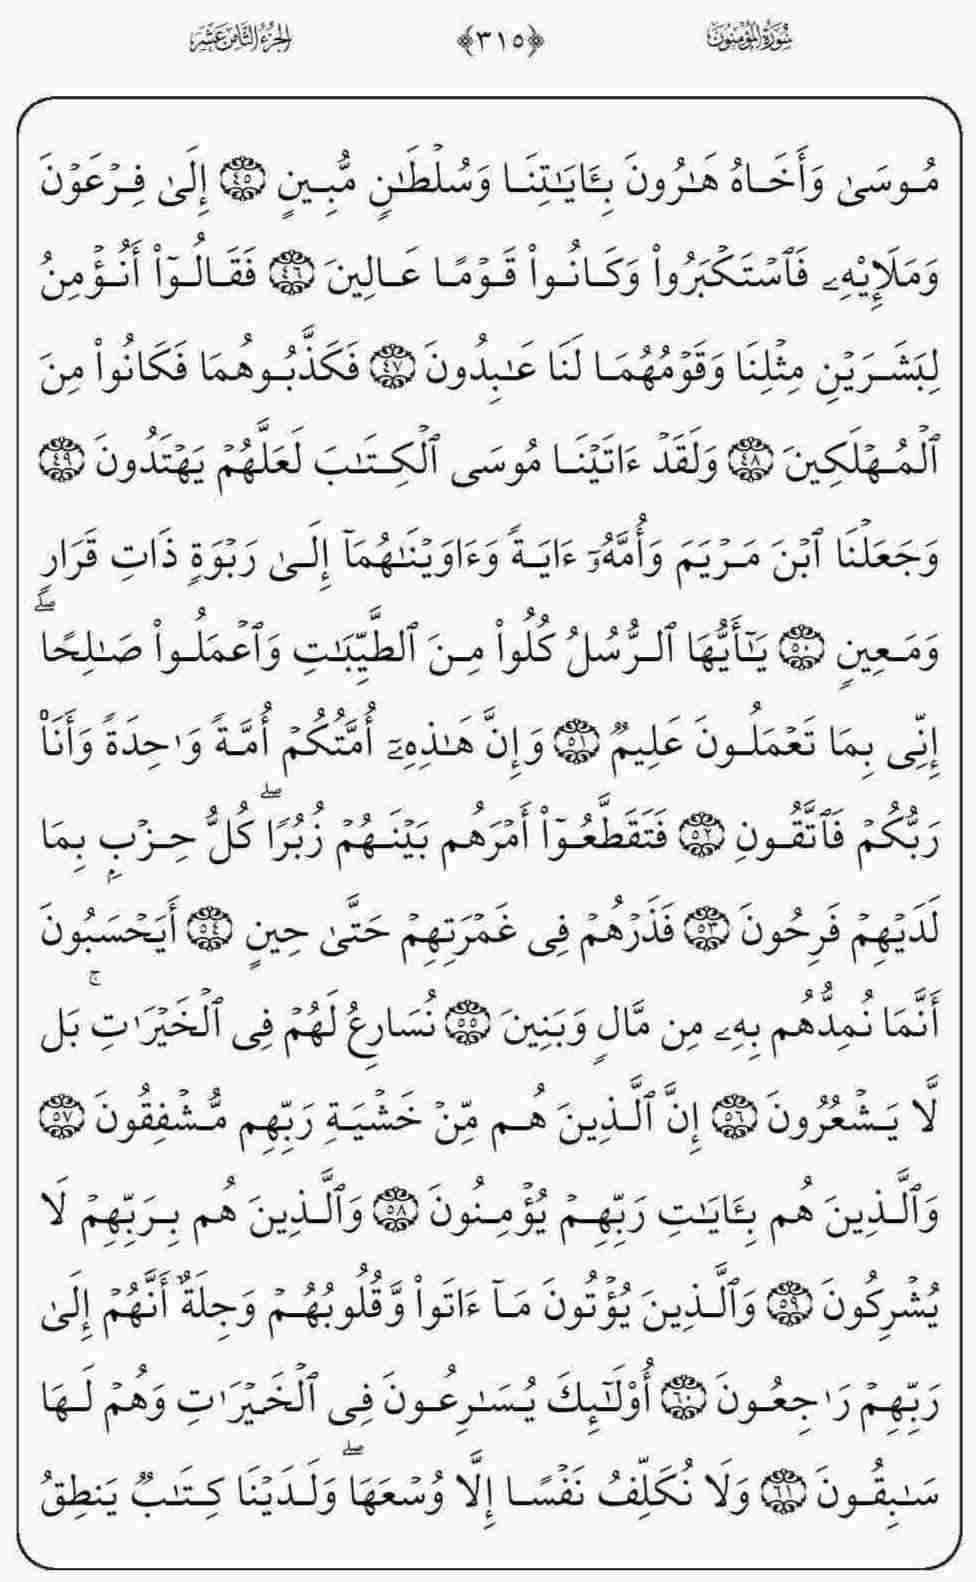 سُورَةُ المُؤْمِنُونَ ﴿٣١٥﴾ الجُزْءُ الثَّامِنَ عَشَرَ
مُوسَىٰ وَأَخَاهُ هَٰرُونَ بِـَٔايَٰتِنَا وَسُلْطَٰنٍ مُّبِينٍ ٤٥ إِلَىٰ فِرْعَوْنَ
وَمَلَإِيْهِۦ فَٱسْتَكْبَرُوا۟ وَكَانُوا۟ قَوْمًا عَالِينَ ٤٦ فَقَالُوٓا۟ أَنُؤْمِنُ
لِبَشَرَيْنِ مِثْلِنَا وَقَوْمُهُمَا لَنَا عَٰبِدُونَ ٤٧ فَكَذَّبُوهُمَا فَكَانُوا۟ مِنَ
ٱلْمُهْلَكِينَ ٤٨ وَلَقَدْ ءَاتَيْنَا مُوسَى ٱلْكِتَٰبَ لَعَلَّهُمْ يَهْتَدُونَ ٤٩
وَجَعَلْنَا ٱبْنَ مَرْيَمَ وَأُمَّهُۥٓ ءَايَةً وَءَاوَيْنَٰهُمَآ إِلَىٰ رَبْوَةٍ ذَاتِ قَرَارٍ
وَمَعِينٍ ٥٠ يَٰٓأَيُّهَا ٱلرُّسُلُ كُلُوا۟ مِنَ ٱلطَّيِّبَٰتِ وَٱعْمَلُوا۟ صَٰلِحًا ۖ
إِنِّى بِمَا تَعْمَلُونَ عَلِيمٌ ٥١ وَإِنَّ هَٰذِهِۦٓ أُمَّتُكُمْ أُمَّةً وَٰحِدَةً وَأَنَا۠
رَبُّكُمْ فَٱتَّقُونِ ٥٢ فَتَقَطَّعُوٓا۟ أَمْرَهُم بَيْنَهُمْ زُبُرًا ۖ كُلُّ حِزْبٍۭ بِمَا
لَدَيْهِمْ فَرِحُونَ ٥٣ فَذَرْهُمْ فِى غَمْرَتِهِمْ حَتَّىٰ حِينٍ ٥٤ أَيَحْسَبُونَ
أَنَّمَا نُمِدُّهُم بِهِۦ مِن مَّالٍ وَبَنِينَ ٥٥ نُسَارِعُ لَهُمْ فِى ٱلْخَيْرَٰتِ ۚ بَل
لَّا يَشْعُرُونَ ٥٦ إِنَّ ٱلَّذِينَ هُم مِّنْ خَشْيَةِ رَبِّهِم مُّشْفِقُونَ ٥٧
وَٱلَّذِينَ هُم بِـَٔايَٰتِ رَبِّهِمْ يُؤْمِنُونَ ٥٨ وَٱلَّذِينَ هُم بِرَبِّهِمْ لَا
يُشْرِكُونَ ٥٩ وَٱلَّذِينَ يُؤْتُونَ مَآ ءَاتَوا۟ وَّقُلُوبُهُمْ وَجِلَةٌ أَنَّهُمْ إِلَىٰ
رَبِّهِمْ رَٰجِعُونَ ٦٠ أُو۟لَٰٓئِكَ يُسَٰرِعُونَ فِى ٱلْخَيْرَٰتِ وَهُمْ لَهَا
سَٰبِقُونَ ٦١ وَلَا نُكَلِّفُ نَفْسًا إِلَّا وُسْعَهَا ۖ وَلَدَيْنَا كِتَٰبٌ يَنطِقُ